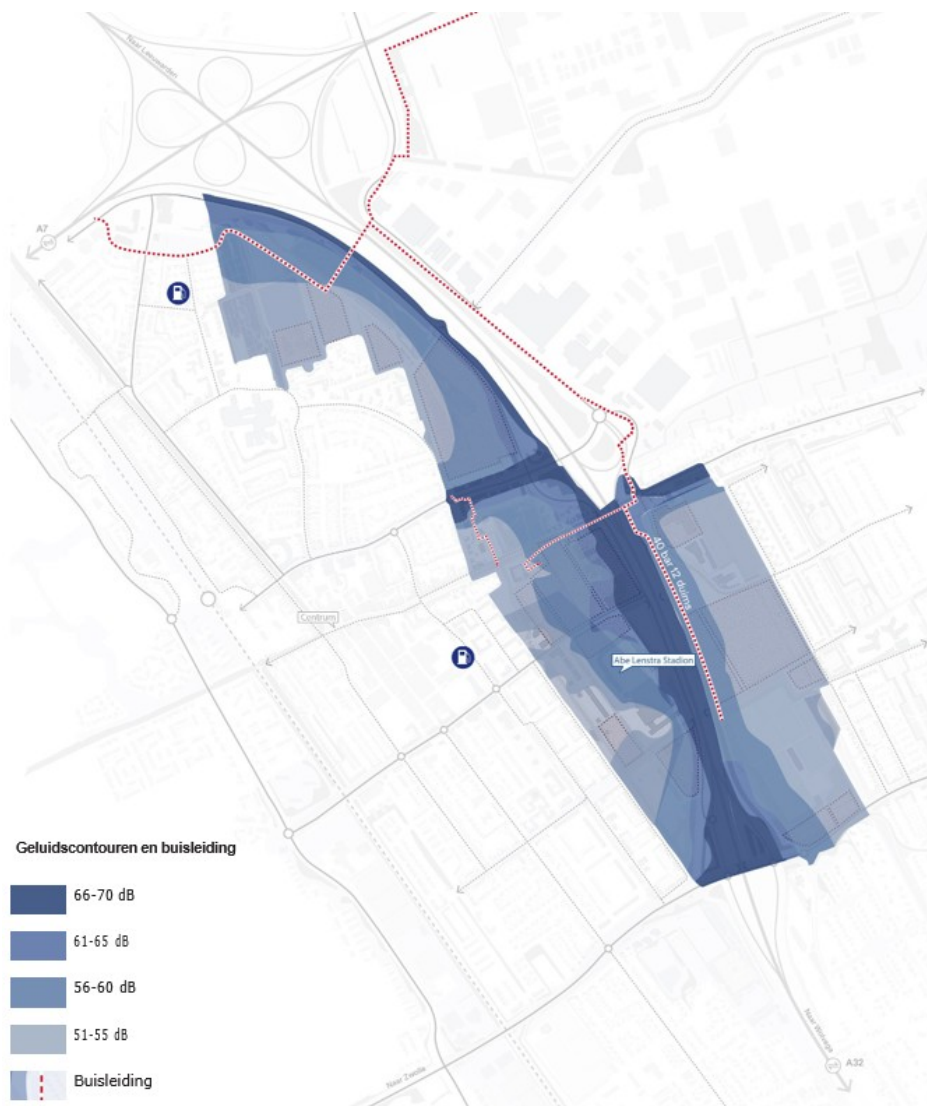 Naar Leeuwarden
A7
40 bar 12 duims
Centrum
Abe Lenstra Stadion
Geluidscontouren en buisleiding
66-70 dB
61-65 dB
56-60 dB
51-55 dB
Buisleiding
Naar Zwolle
Naar Wolvega
A32